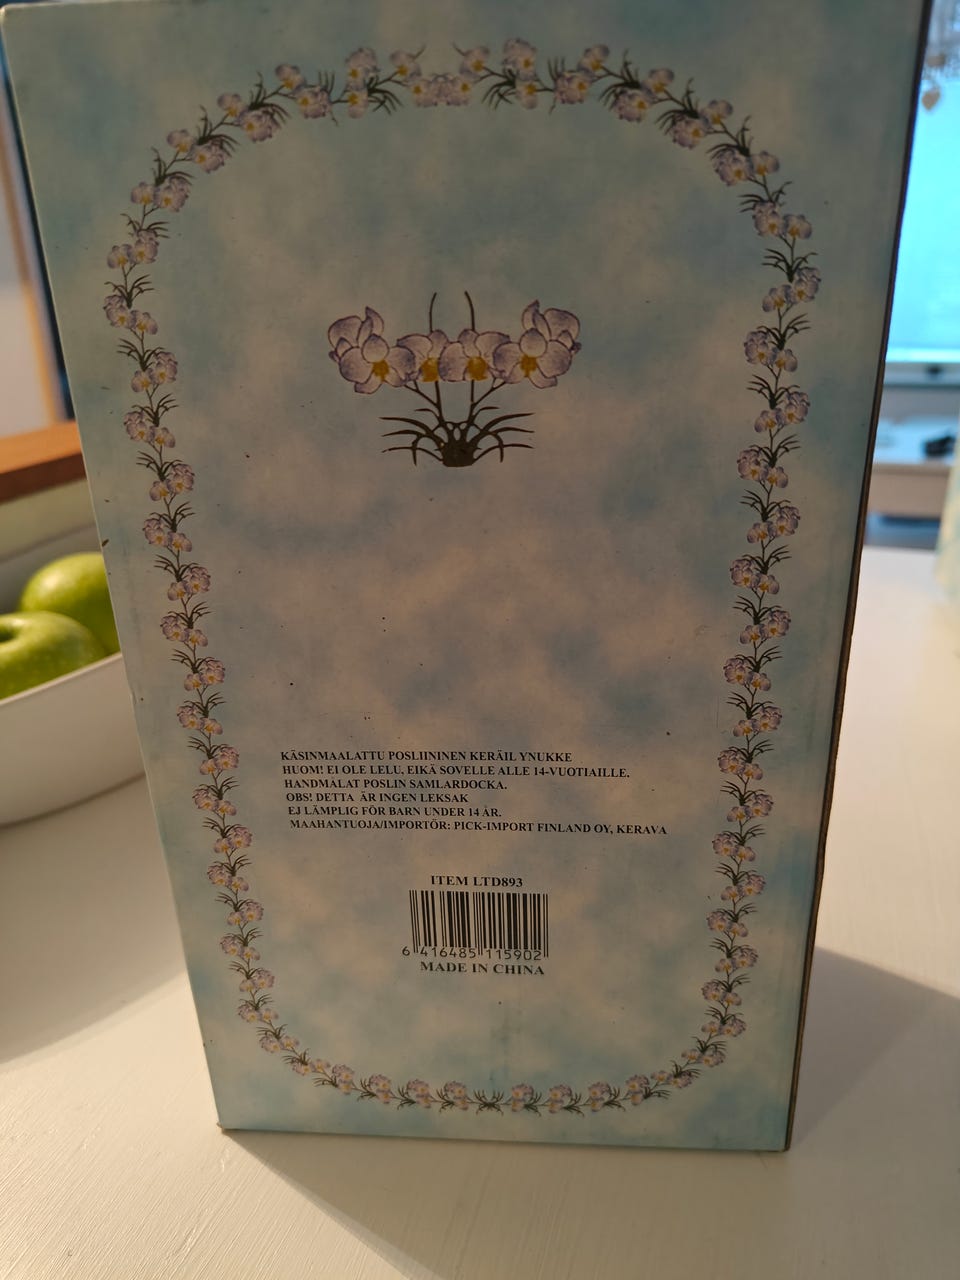 KÄSINMAALATTU POSLIININEN KERÄIL YNUKKE
HUOM! EI OLE LELU, EIKÄ SOVELLE ALLE 14-VUOTIAILLE.
HANDMÅLAT POSLIN SAMLARDOCKA.
OBS! DETTA ÄR INGEN LEKSAK
EJ LÄMPLIG FÖR BARN UNDER 14 ÅR.
MAAHANTUOJA/IMPORTÖR: PICK-IMPORT FINLAND OY, KERAVA
ITEM LTD893
6 416485 115902
MADE IN CHINA